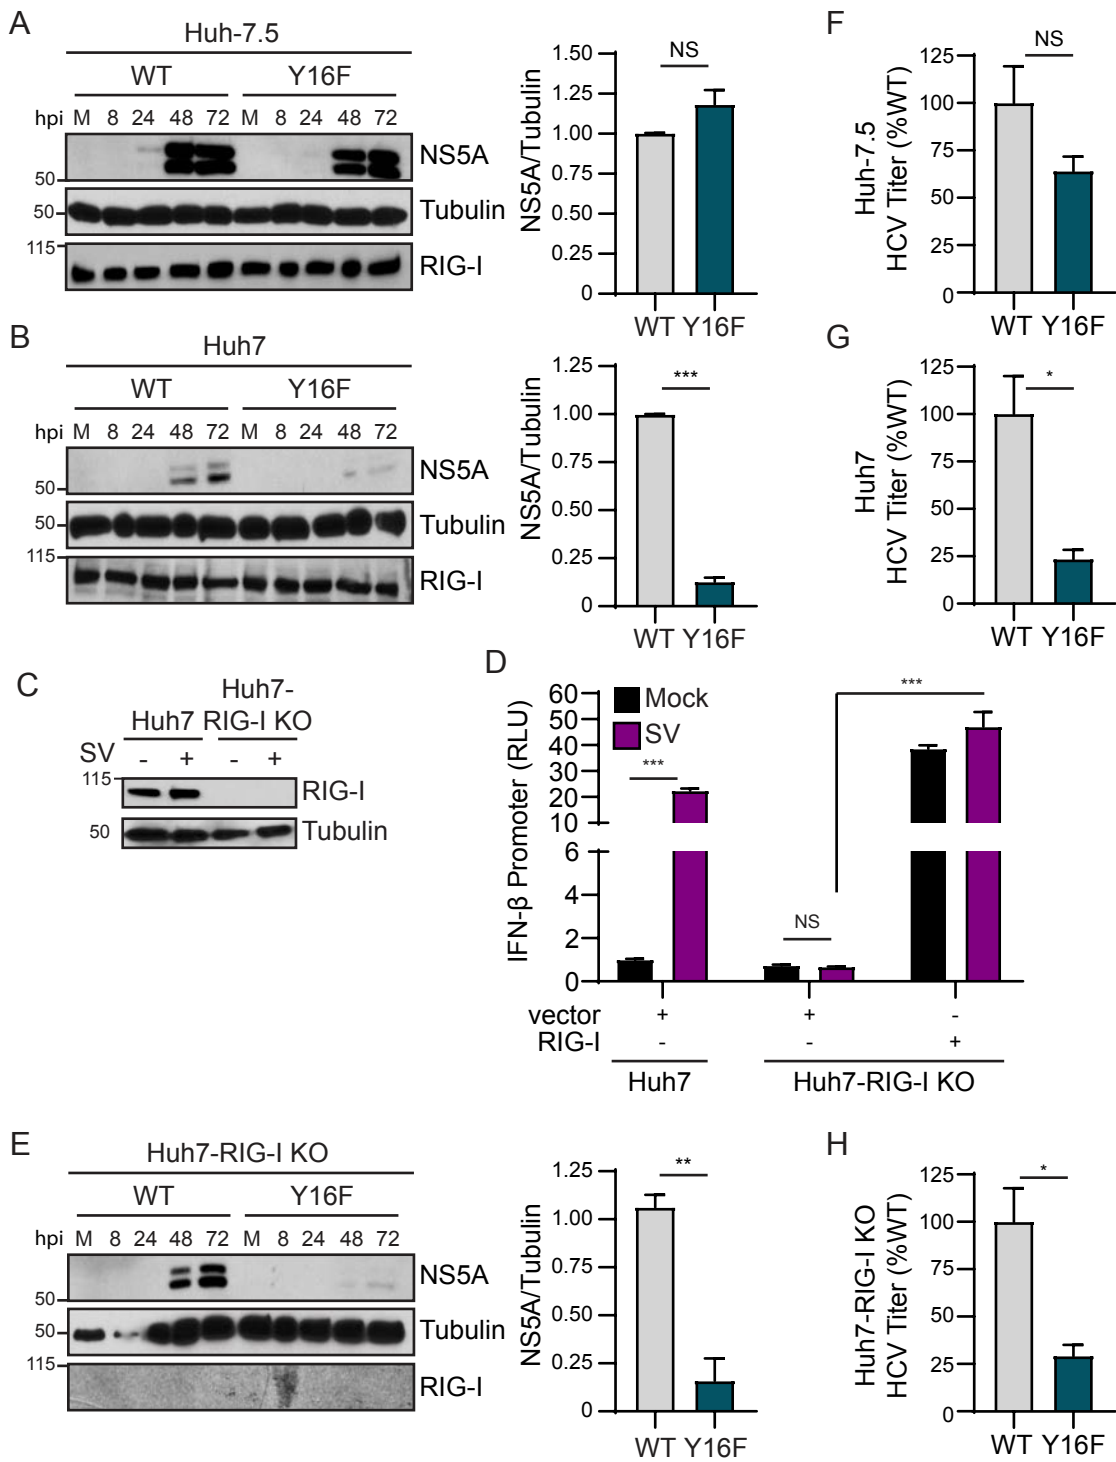 A
Huh-7.5
WT Y16F
hpi M 8 24 48 72 M 8 24 48 72
NS5A
50
50 Tubulin
115
RIG-I
NS5A/Tubulin
1.50
1.25
1.00
0.75
0.50
0.25
0
NS
WT Y16F
F
Huh-7.5
HCV Titer (%WT)
125
100
75
50
25
0
NS
WT Y16F
B
Huh7
WT Y16F
hpi M 8 24 48 72 M 8 24 48 72
NS5A
50
50 Tubulin
115
RIG-I
NS5A/Tubulin
1.25
1.00
0.75
0.50
0.25
0
***
WT Y16F
G
Huh7
HCV Titer (%WT)
125
100
75
50
25
0
*
WT Y16F
C
Huh7-
Huh7 RIG-I KO
SV - + - +
115
RIG-I
50 Tubulin
D
IFN-β Promoter (RLU)
60
50
40
30
20
10
6
4
2
0
Mock
SV
***
NS
***
vector + + -
RIG-I - - +
Huh7 Huh7-RIG-I KO
E
Huh7-RIG-I KO
WT Y16F
hpi M 8 24 48 72 M 8 24 48 72
NS5A
50
50 Tubulin
115
RIG-I
NS5A/Tubulin
1.25
1.00
0.75
0.50
0.25
0
**
WT Y16F
H
Huh7-RIG-I KO
HCV Titer (%WT)
125
100
75
50
25
0
*
WT Y16F